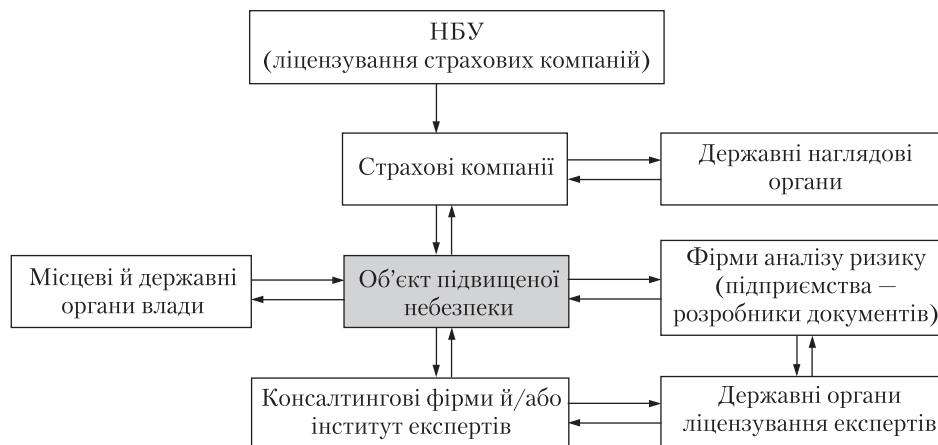 НБУ
(ліцензування страхових компаній)
Страхові компанії
Державні наглядові
органи
Місцеві й державні
органи влади
Об’єкт підвищеної
небезпеки
Фірми аналізу ризику
(підприємства —
розробники документів)
Консалтингові фірми й/або
інститут експертів
Державні органи
ліцензування експертів